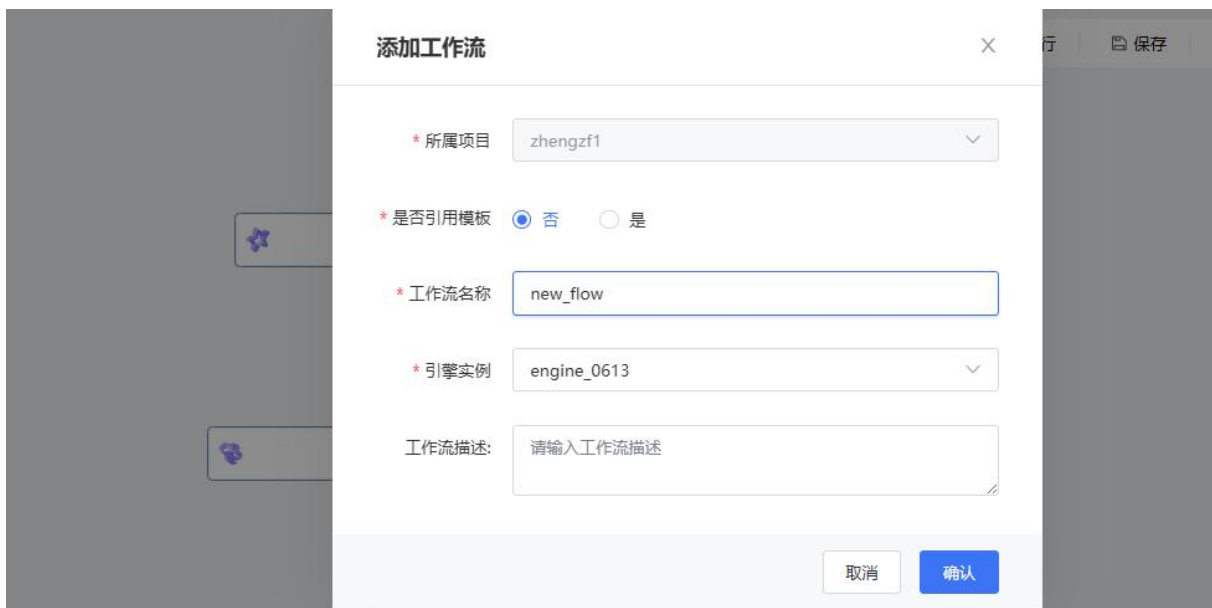 添加工作流
行
保存
* 所属项目
zhengzf1
* 是否引用模板
否
是
* 工作流名称
new_flow
* 引擎实例
engine_0613
工作流描述:
请输入工作流描述
取消
确认